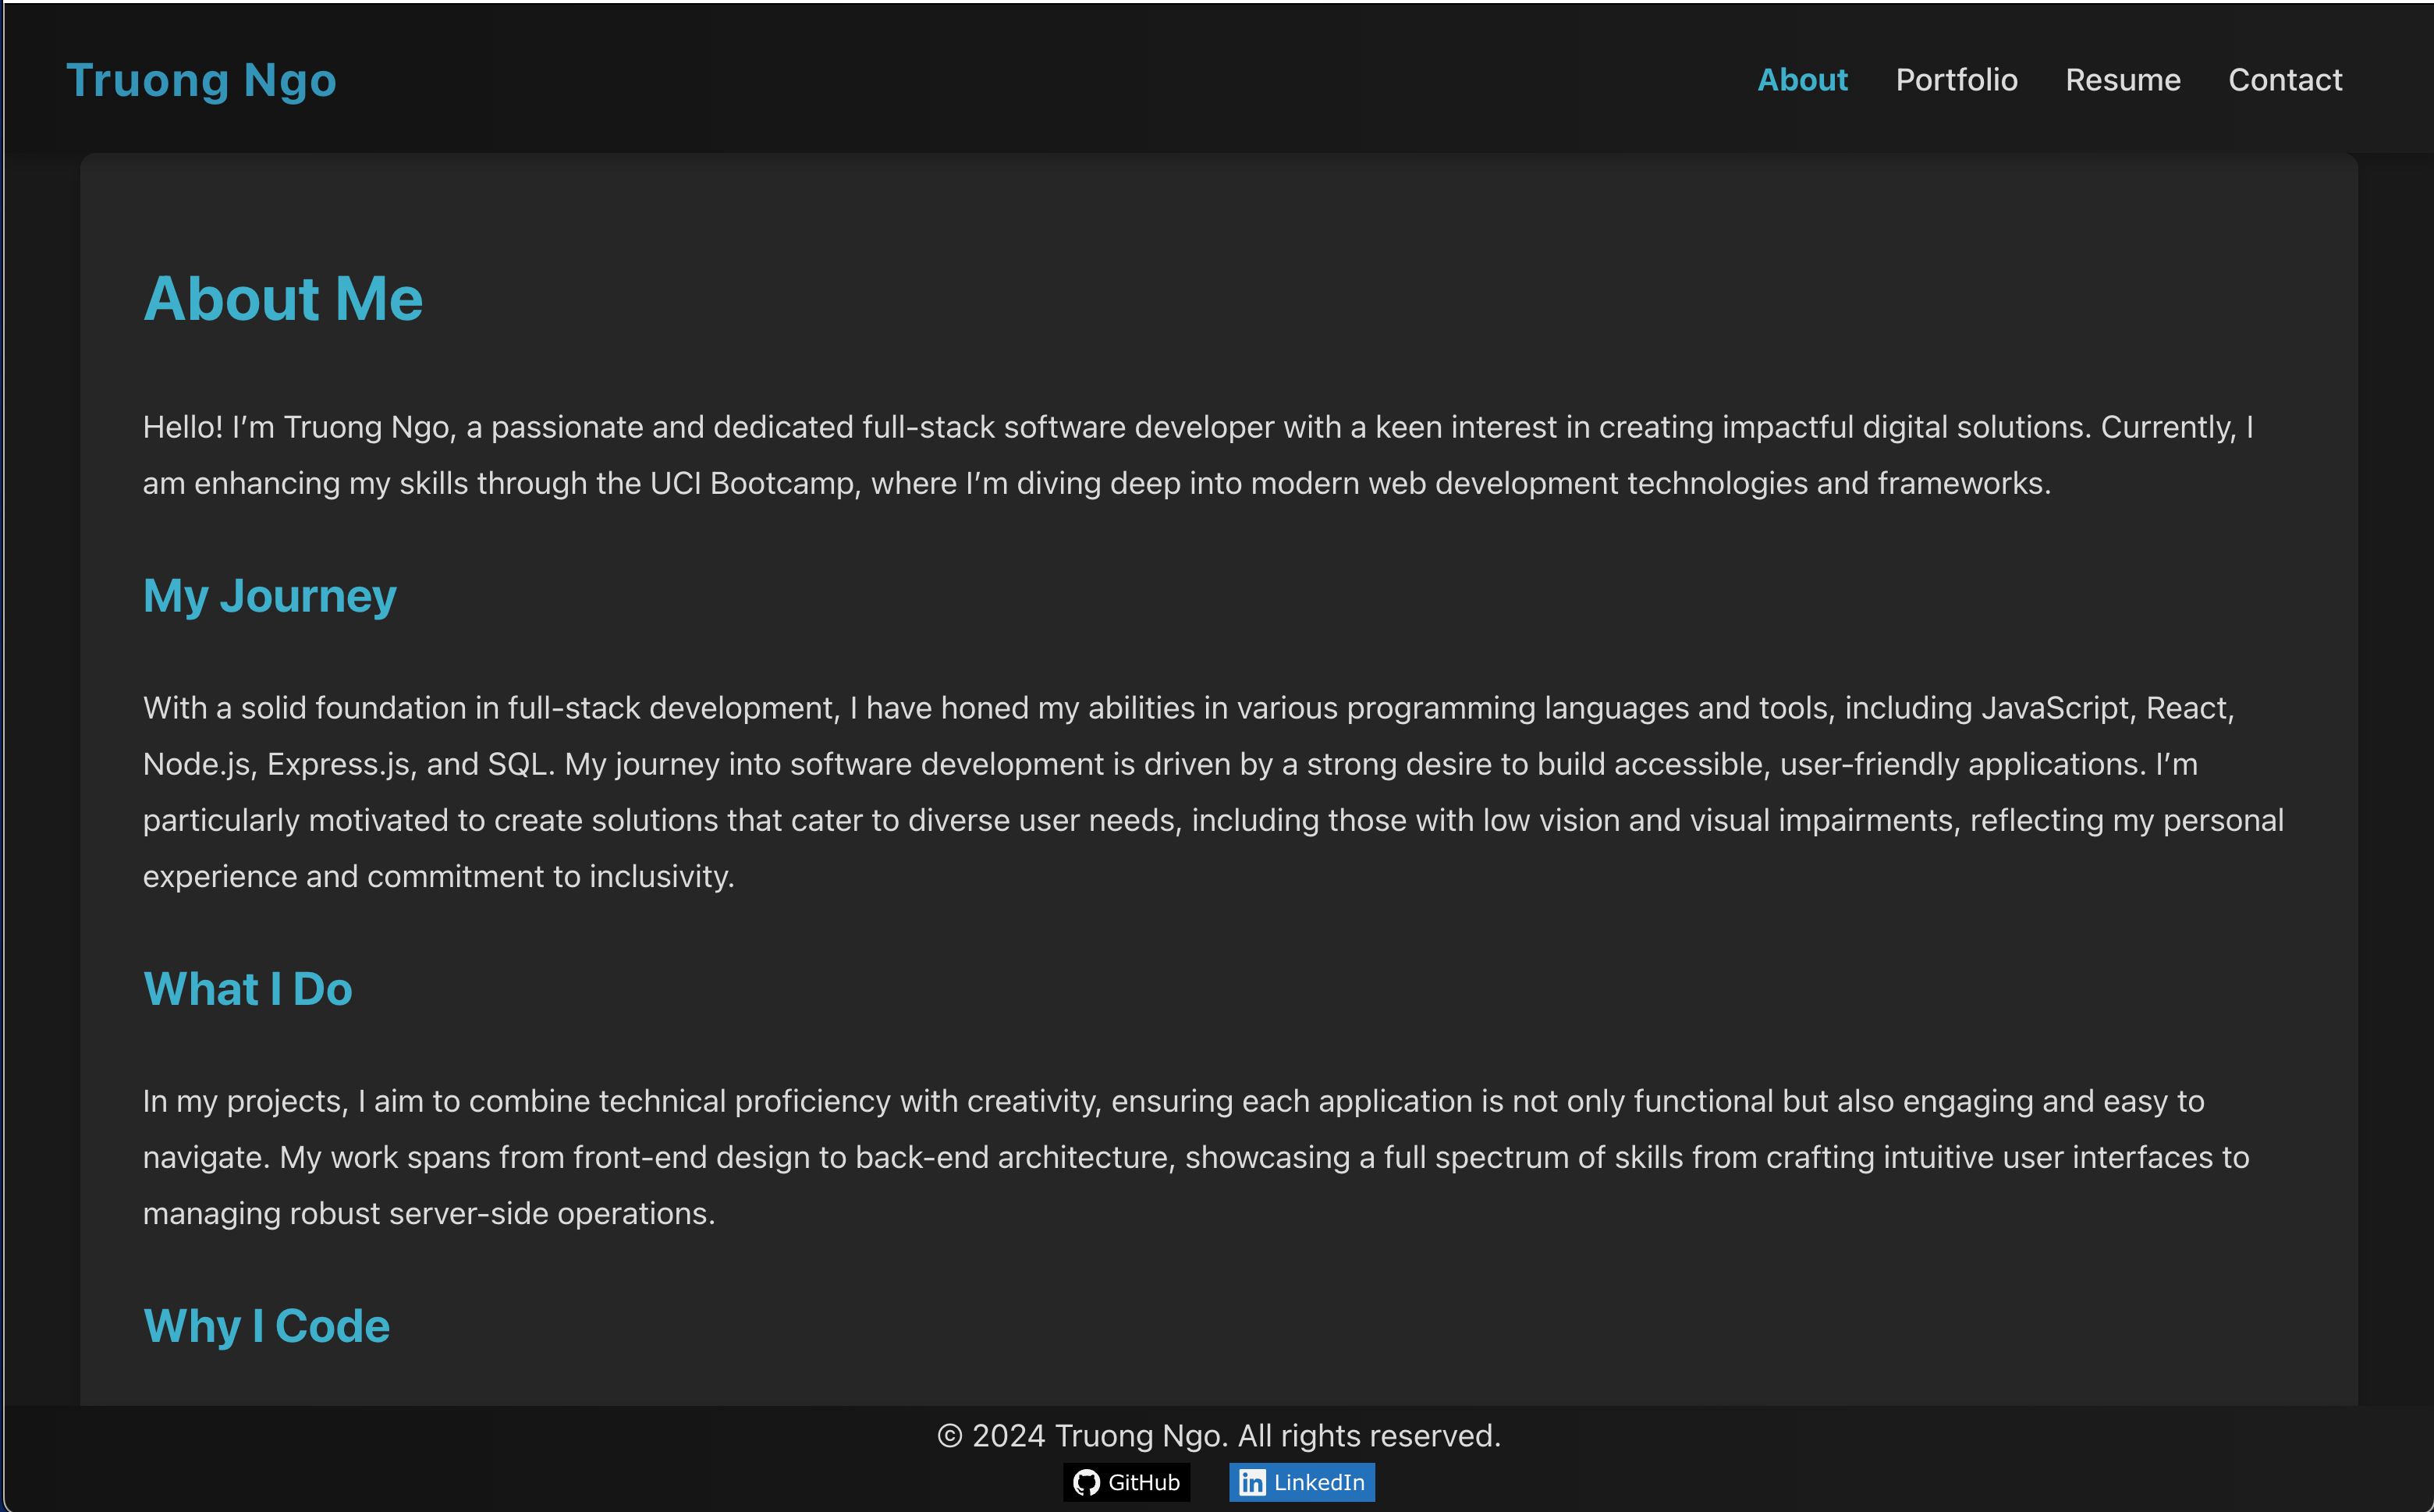 Truong Ngo
About Portfolio Resume Contact
About Me
Hello! I’m Truong Ngo, a passionate and dedicated full-stack software developer with a keen interest in creating impactful digital solutions. Currently, I
am enhancing my skills through the UCI Bootcamp, where I’m diving deep into modern web development technologies and frameworks.
My Journey
With a solid foundation in full-stack development, I have honed my abilities in various programming languages and tools, including JavaScript, React,
Node.js, Express.js, and SQL. My journey into software development is driven by a strong desire to build accessible, user-friendly applications. I’m
particularly motivated to create solutions that cater to diverse user needs, including those with low vision and visual impairments, reflecting my personal
experience and commitment to inclusivity.
What I Do
In my projects, I aim to combine technical proficiency with creativity, ensuring each application is not only functional but also engaging and easy to
navigate. My work spans from front-end design to back-end architecture, showcasing a full spectrum of skills from crafting intuitive user interfaces to
managing robust server-side operations.
Why I Code
© 2024 Truong Ngo. All rights reserved.
GitHub LinkedIn